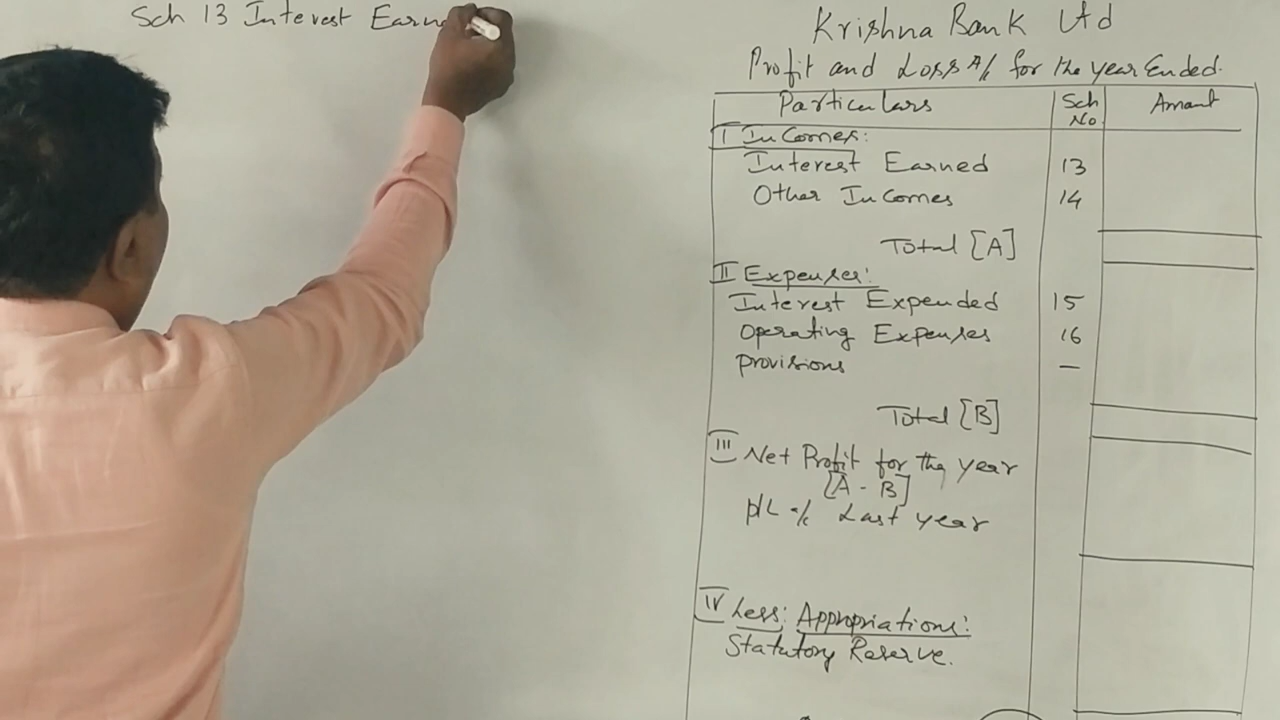 Sch 13 Interest Earne
Krishna Bank Ltd
Profit and Loss A/c for the year Ended.
Particulars Sch No Amount
I Incomes:
Interest Earned 13
Other Incomes 14
Total [A]
II Expenses:
Interest Expended 15
Operating Expenses 16
Provisions —
Total [B]
III Net Profit for the year
[A - B]
P/L A/c Last year
IV Less: Appropriations:
Statutory Reserve.